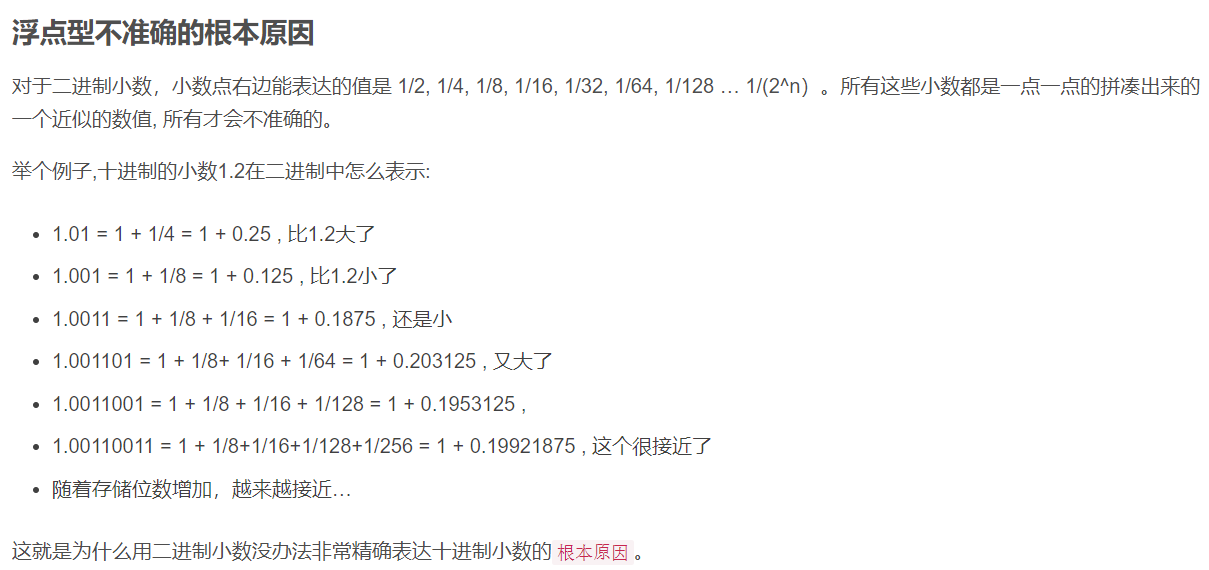 浮点型不准确的根本原因
对于二进制小数，小数点右边能表达的值是 1/2, 1/4, 1/8, 1/16, 1/32, 1/64, 1/128 … 1/(2^n）。所有这些小数都是一点一点的拼凑出来的
一个近似的数值, 所有才会不准确的。
举个例子,十进制的小数1.2在二进制中怎么表示:
• 1.01 = 1 + 1/4 = 1 + 0.25 , 比1.2大了
• 1.001 = 1 + 1/8 = 1 + 0.125 , 比1.2小了
• 1.0011 = 1 + 1/8 + 1/16 = 1 + 0.1875 , 还是小
• 1.001101 = 1 + 1/8+ 1/16 + 1/64 = 1 + 0.203125 , 又大了
• 1.0011001 = 1 + 1/8 + 1/16 + 1/128 = 1 + 0.1953125 ,
• 1.00110011 = 1 + 1/8+1/16+1/128+1/256 = 1 + 0.19921875 , 这个很接近了
• 随着存储位数增加，越来越接近…
这就是为什么用二进制小数没办法非常精确表达十进制小数的 根本原因 。